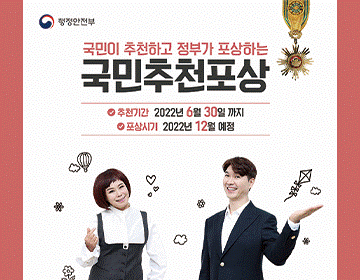 행정안전부
국민이 추천하고 정부가 포상하는
국민추천포상
추천기간 2022년 6월 30일 까지
포상시기 2022년 12월 예정